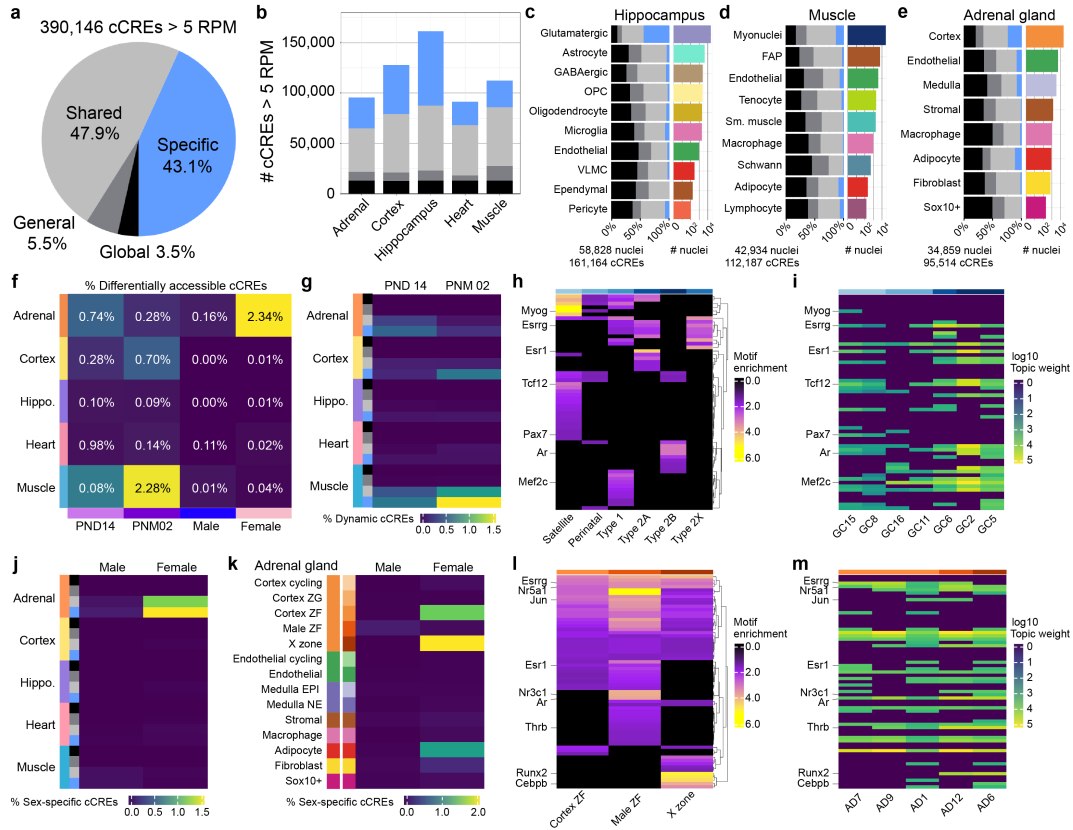 a
390,146 cCREs > 5 RPM
Shared
47.9%
Specific
43.1%
General
5.5%
Global 3.5%
b
# cCREs > 5 RPM
150,000
100,000
50,000
0
Adrenal
Cortex
Hippocampus
Heart
Muscle
c
Hippocampus
Glutamatergic
Astrocyte
GABAergic
OPC
Oligodendrocyte
Microglia
Endothelial
VLMC
Ependymal
Pericyte
0%
50%
100%
0
10¹
10⁴
58,828 nuclei
# nuclei
161,164 cCREs
d
Muscle
Myonuclei
FAP
Endothelial
Tenocyte
Sm. muscle
Macrophage
Schwann
Adipocyte
Lymphocyte
0%
50%
100%
0
10¹
10⁴
42,934 nuclei
# nuclei
112,187 cCREs
e
Adrenal gland
Cortex
Endothelial
Medulla
Stromal
Macrophage
Adipocyte
Fibroblast
Sox10+
0%
50%
100%
0
10¹
10⁴
34,859 nuclei
# nuclei
95,514 cCREs
f
% Differentially accessible cCREs
Adrenal 0.74% 0.28% 0.16% 2.34%
Cortex 0.28% 0.70% 0.00% 0.01%
Hippo. 0.10% 0.09% 0.00% 0.01%
Heart 0.98% 0.14% 0.11% 0.02%
Muscle 0.08% 2.28% 0.01% 0.04%
PND14 PNM02 Male Female
g
PND 14 PNM 02
Adrenal
Cortex
Hippo.
Heart
Muscle
% Dynamic cCREs
0.0 0.5 1.0 1.5
h
Myog
Esrrg
Esr1
Tcf12
Pax7
Ar
Mef2c
Satellite
Perinatal
Type 1
Type 2A
Type 2B
Type 2X
Motif
enrichment
0.0
2.0
4.0
6.0
i
Myog
Esrrg
Esr1
Tcf12
Pax7
Ar
Mef2c
GC15
GC8
GC16
GC11
GC6
GC2
GC5
log10
Topic weight
0
1
2
3
4
5
j
Male Female
Adrenal
Cortex
Hippo.
Heart
Muscle
% Sex-specific cCREs
0.0 0.5 1.0 1.5
k
Adrenal gland
Male Female
Cortex cycling
Cortex ZG
Cortex ZF
Male ZF
X zone
Endothelial cycling
Endothelial
Medulla EPI
Medulla NE
Stromal
Macrophage
Adipocyte
Fibroblast
Sox10+
% Sex-specific cCREs
0.0 1.0 2.0
l
Esrrg
Nr5a1
Jun
Esr1
Nr3c1
Ar
Thrb
Runx2
Cebpb
Cortex ZF
Male ZF
X zone
Motif
enrichment
0.0
2.0
4.0
6.0
m
Esrrg
Nr5a1
Jun
Esr1
Nr3c1
Ar
Thrb
Runx2
Cebpb
AD7
AD9
AD1
AD12
AD6
log10
Topic weight
0
1
2
3
4
5